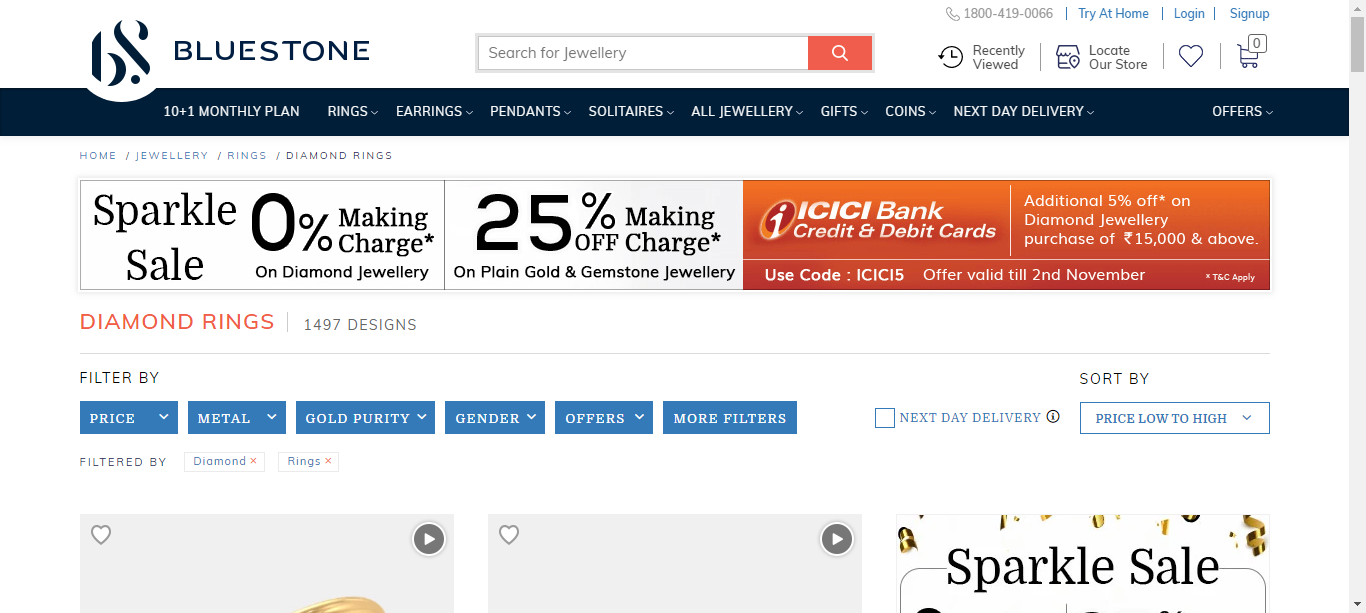 1800-419-0066 | Try At Home | Login | Signup
BLUESTONE
Search for Jewellery
Recently
Viewed
Locate
Our Store
0
10+1 MONTHLY PLAN RINGS EARRINGS PENDANTS SOLITAIRES ALL JEWELLERY GIFTS COINS NEXT DAY DELIVERY OFFERS
HOME / JEWELLERY / RINGS / DIAMOND RINGS
Sparkle
Sale
0% Making
Charge*
On Diamond Jewellery
25% OFF Making
Charge*
On Plain Gold & Gemstone Jewellery
ICICI Bank
Credit & Debit Cards
Additional 5% off* on
Diamond Jewellery
purchase of ₹15,000 & above.
Use Code : ICICI5 Offer valid till 2nd November
* T&C Apply
DIAMOND RINGS 1497 DESIGNS
FILTER BY
SORT BY
PRICE METAL GOLD PURITY GENDER OFFERS MORE FILTERS
NEXT DAY DELIVERY
PRICE LOW TO HIGH
FILTERED BY Diamond × Rings ×
Sparkle Sale